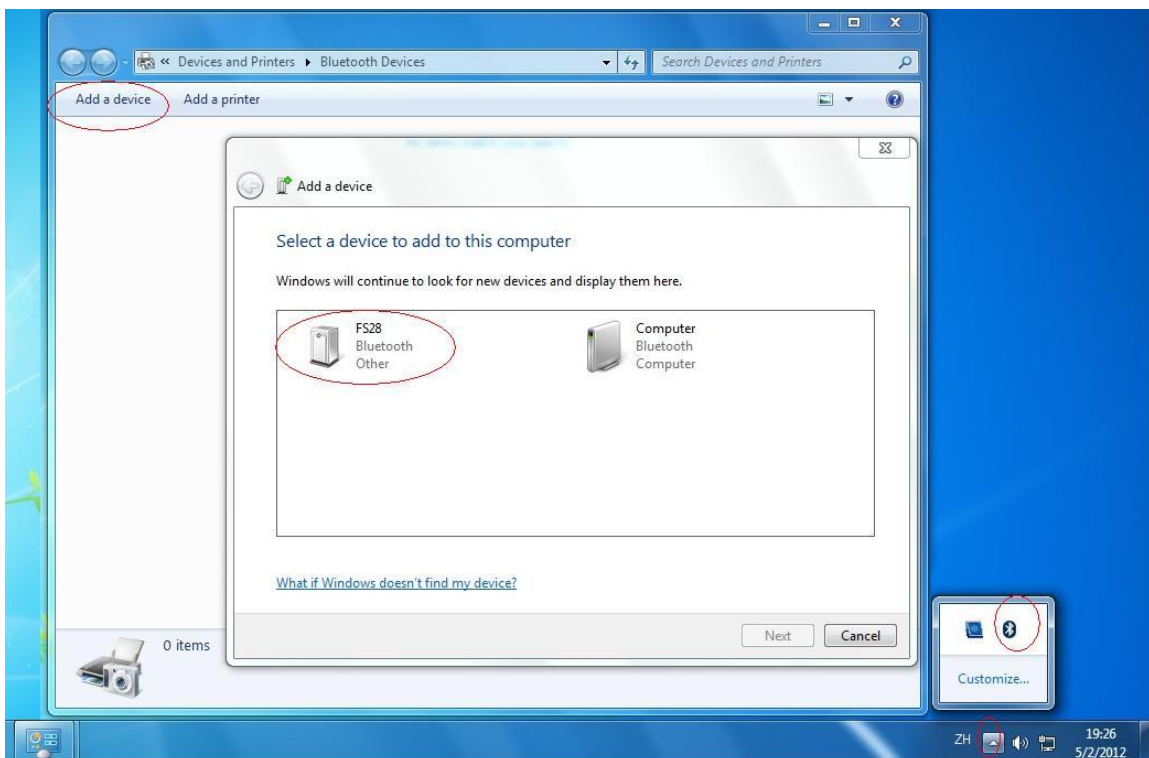 « Devices and Printers ▸ Bluetooth Devices
Search Devices and Printers
Add a device
Add a printer
Add a device
Select a device to add to this computer
Windows will continue to look for new devices and display them here.
FS28
Bluetooth
Other
Computer
Bluetooth
Computer
What if Windows doesn't find my device?
Next
Cancel
0 items
Customize...
ZH
19:26
5/2/2012